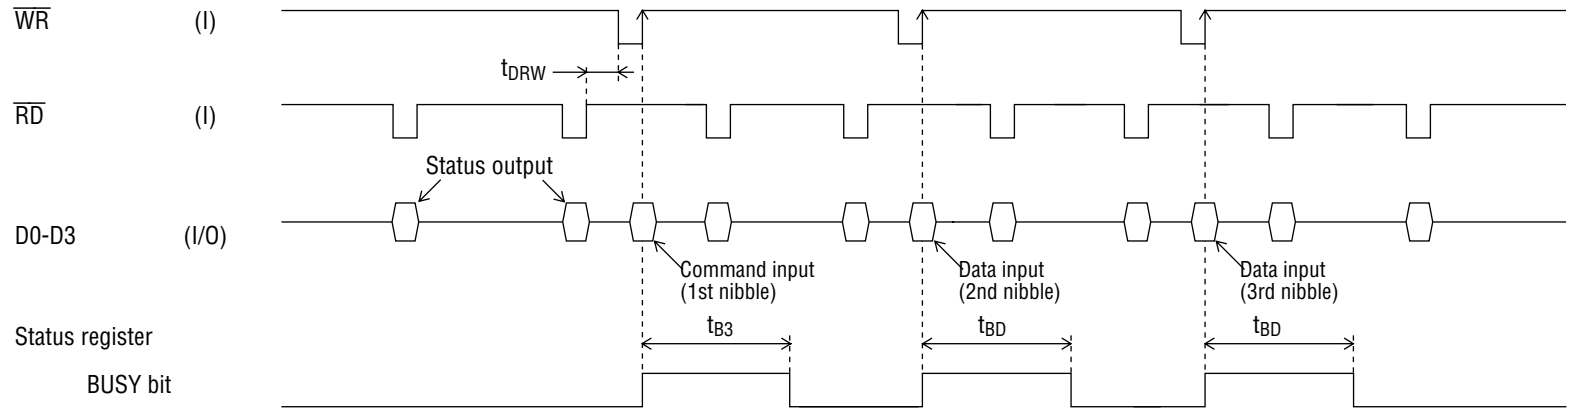 WR (I)
tDRW
RD (I)
Status output
D0-D3 (I/O)
Command input
(1st nibble)
Data input
(2nd nibble)
Data input
(3rd nibble)
Status register
tB3
tBD
tBD
BUSY bit